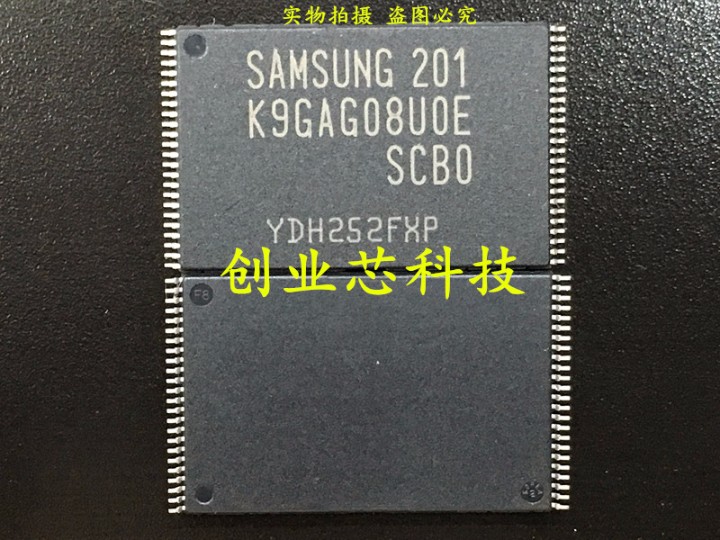 实物拍摄 盗图必究
SAMSUNG 201
K9GAG08U0E
SCB0
YDH252FXP
创业芯科技
F8